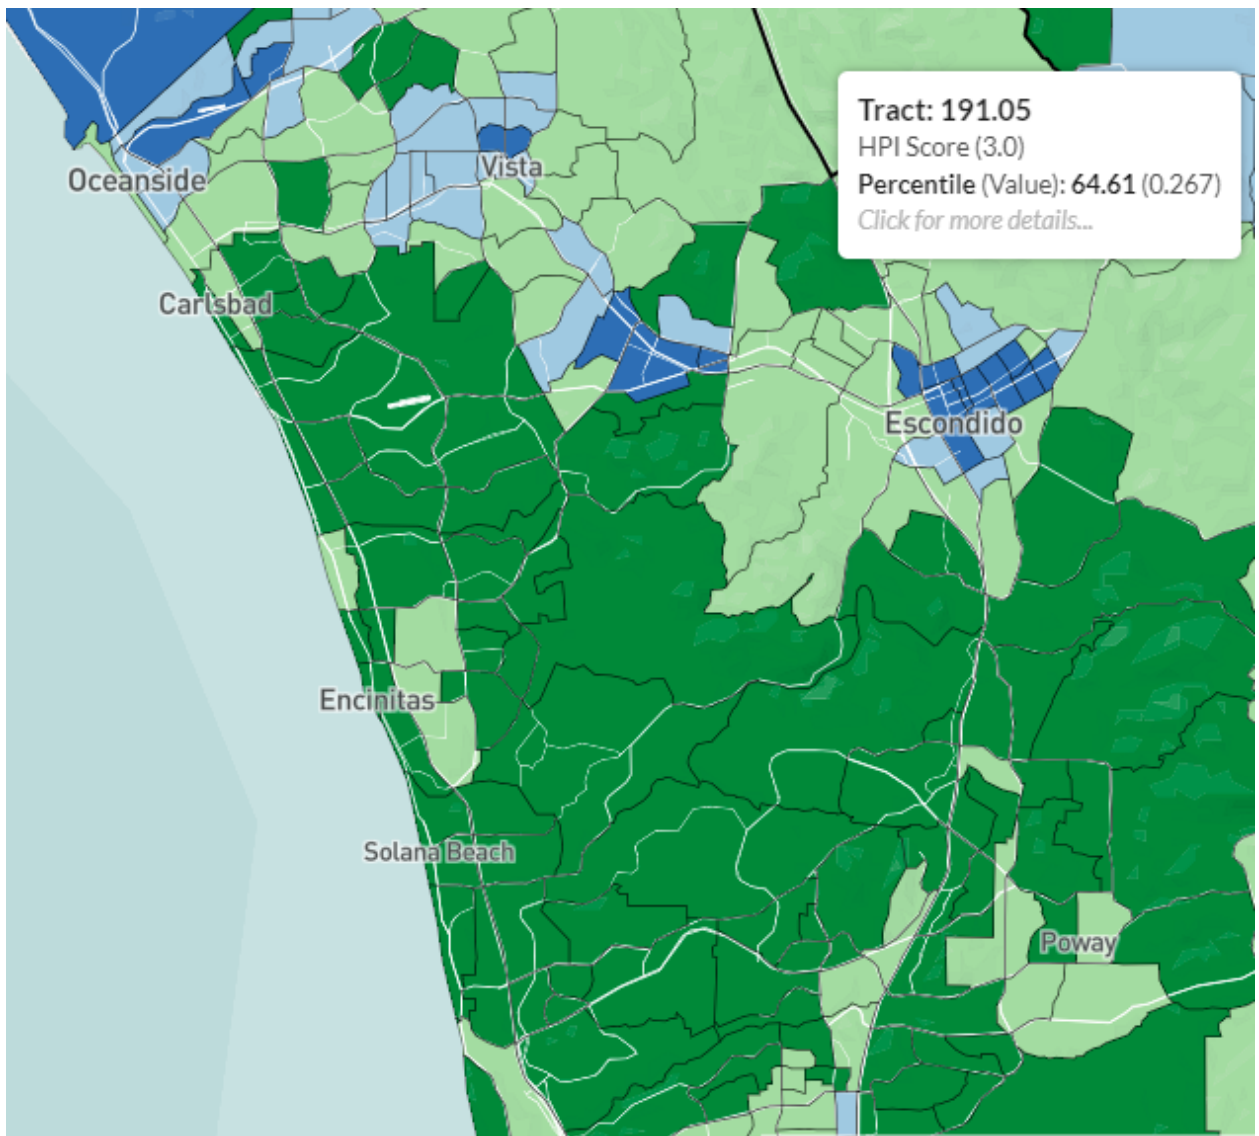 Tract: 191.05
HPI Score (3.0)
Percentile (Value): 64.61 (0.267)
Click for more details...
Oceanside
Vista
Carlsbad
Escondido
Encinitas
Solana Beach
Poway